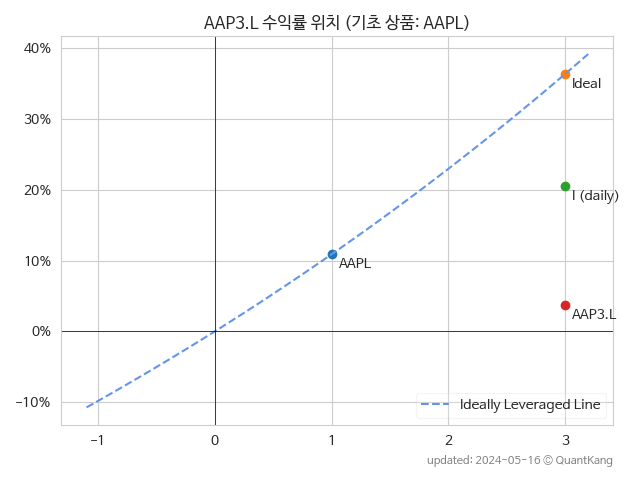 AAP3.L 수익률 위치 (기초 상품: AAPL)
40%
30%
20%
10%
0%
−10%
Ideal
I (daily)
AAPL
AAP3.L
Ideally Leveraged Line
−1
0
1
2
3
updated: 2024-05-16 © QuantKang